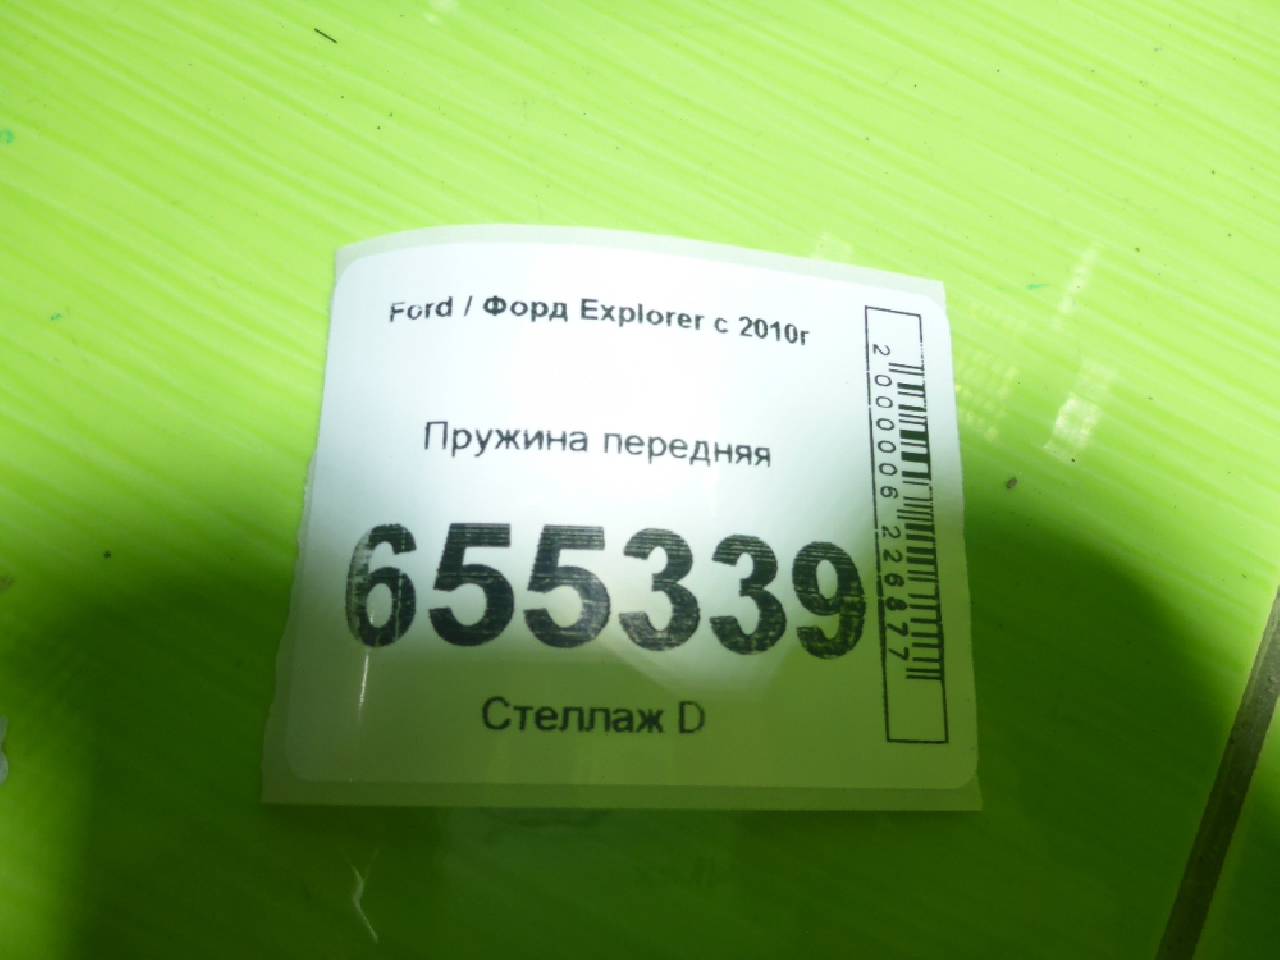 Ford / Форд Explorer с 2010г
Пружина передняя
655339
Стеллаж D
2000006226877